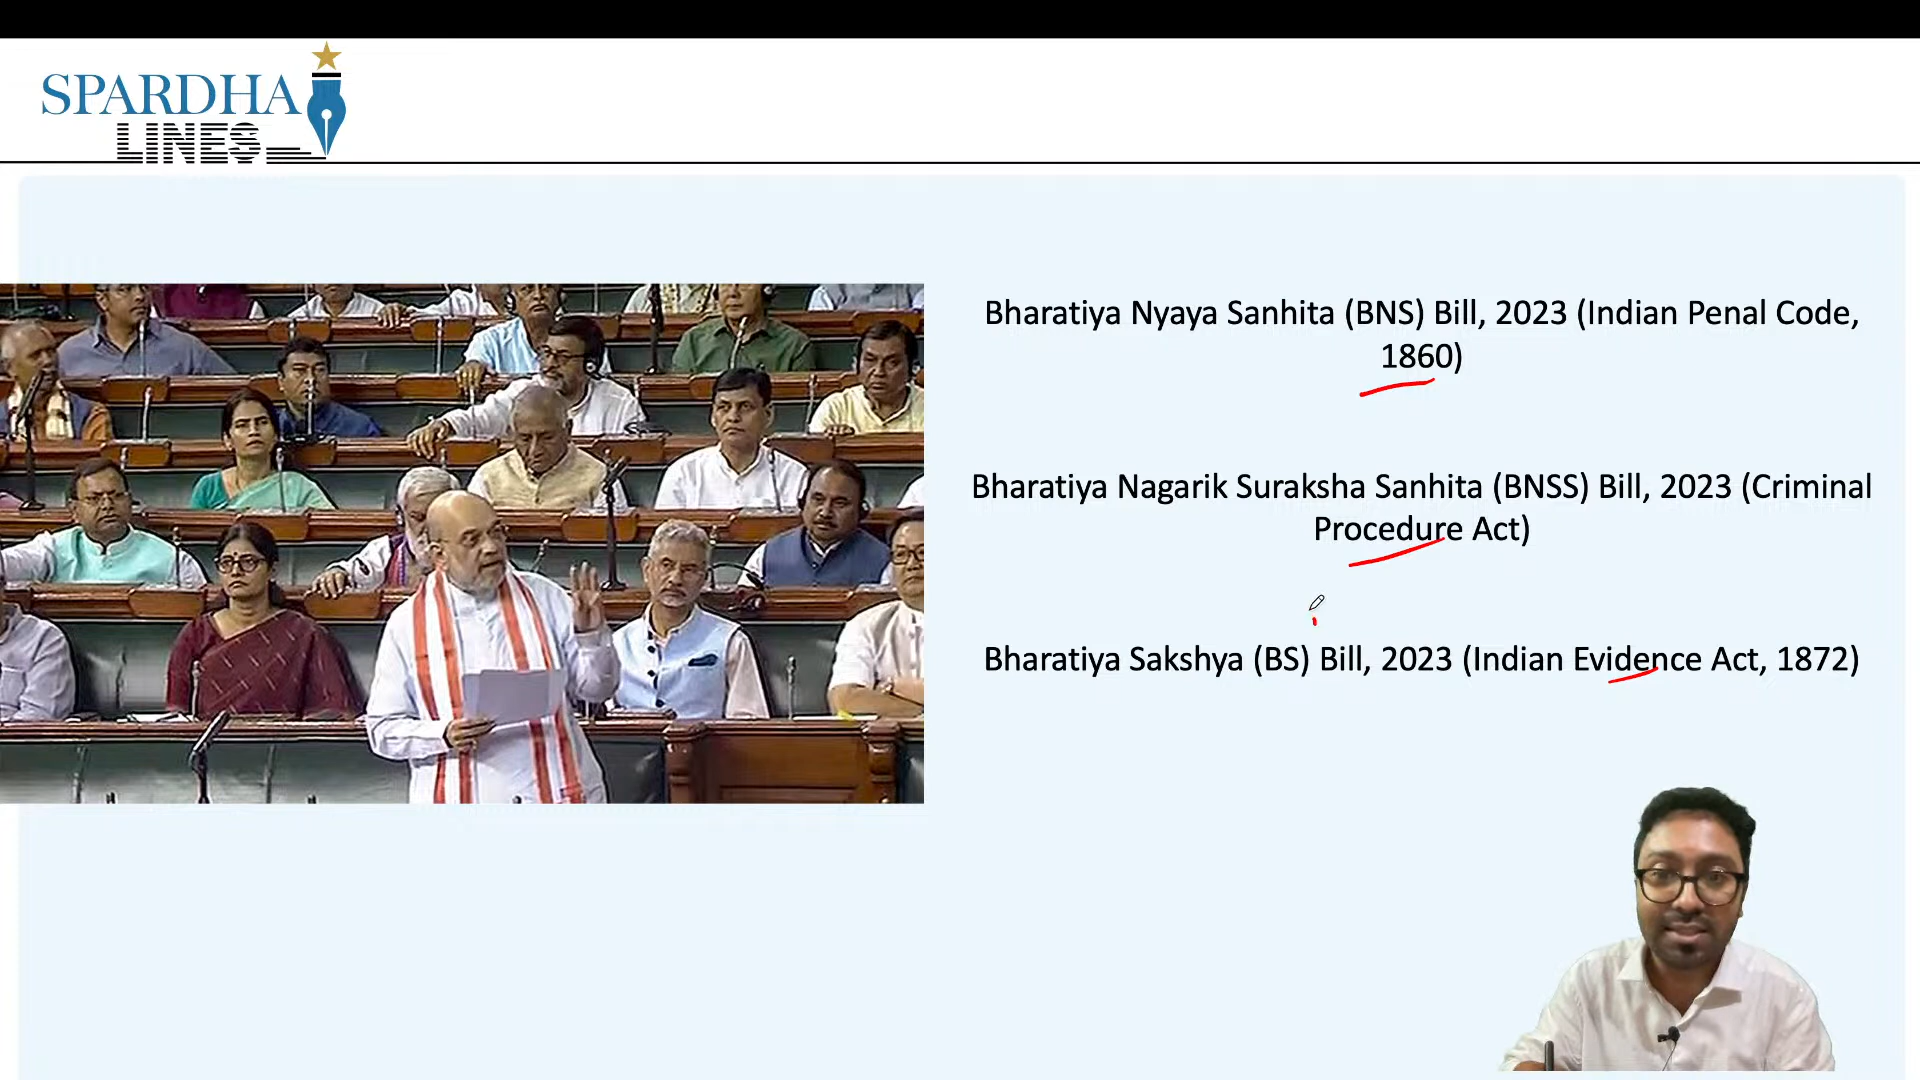 SPARDHA
LINES
Bharatiya Nyaya Sanhita (BNS) Bill, 2023 (Indian Penal Code,
1860)
Bharatiya Nagarik Suraksha Sanhita (BNSS) Bill, 2023 (Criminal
Procedure Act)
Bharatiya Sakshya (BS) Bill, 2023 (Indian Evidence Act, 1872)